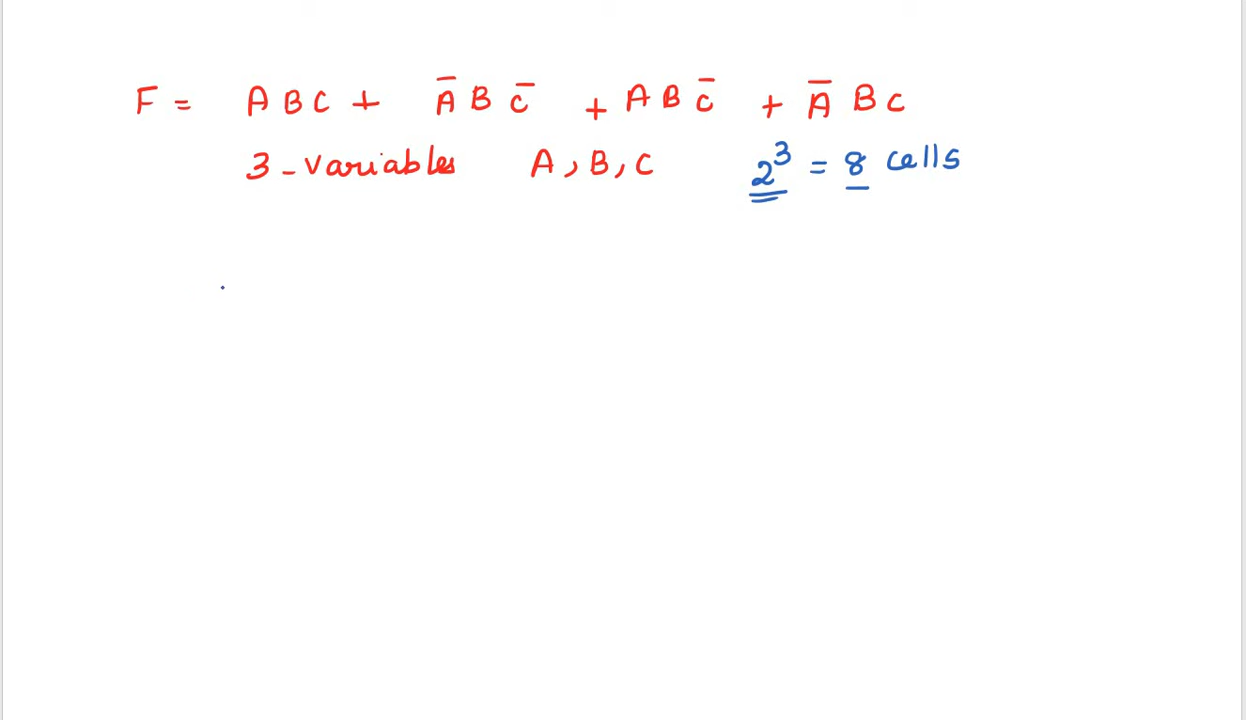 F = ABC + A̅BC̅ + ABC̅ + A̅BC
3-variables A, B, C 2³ = 8 cells